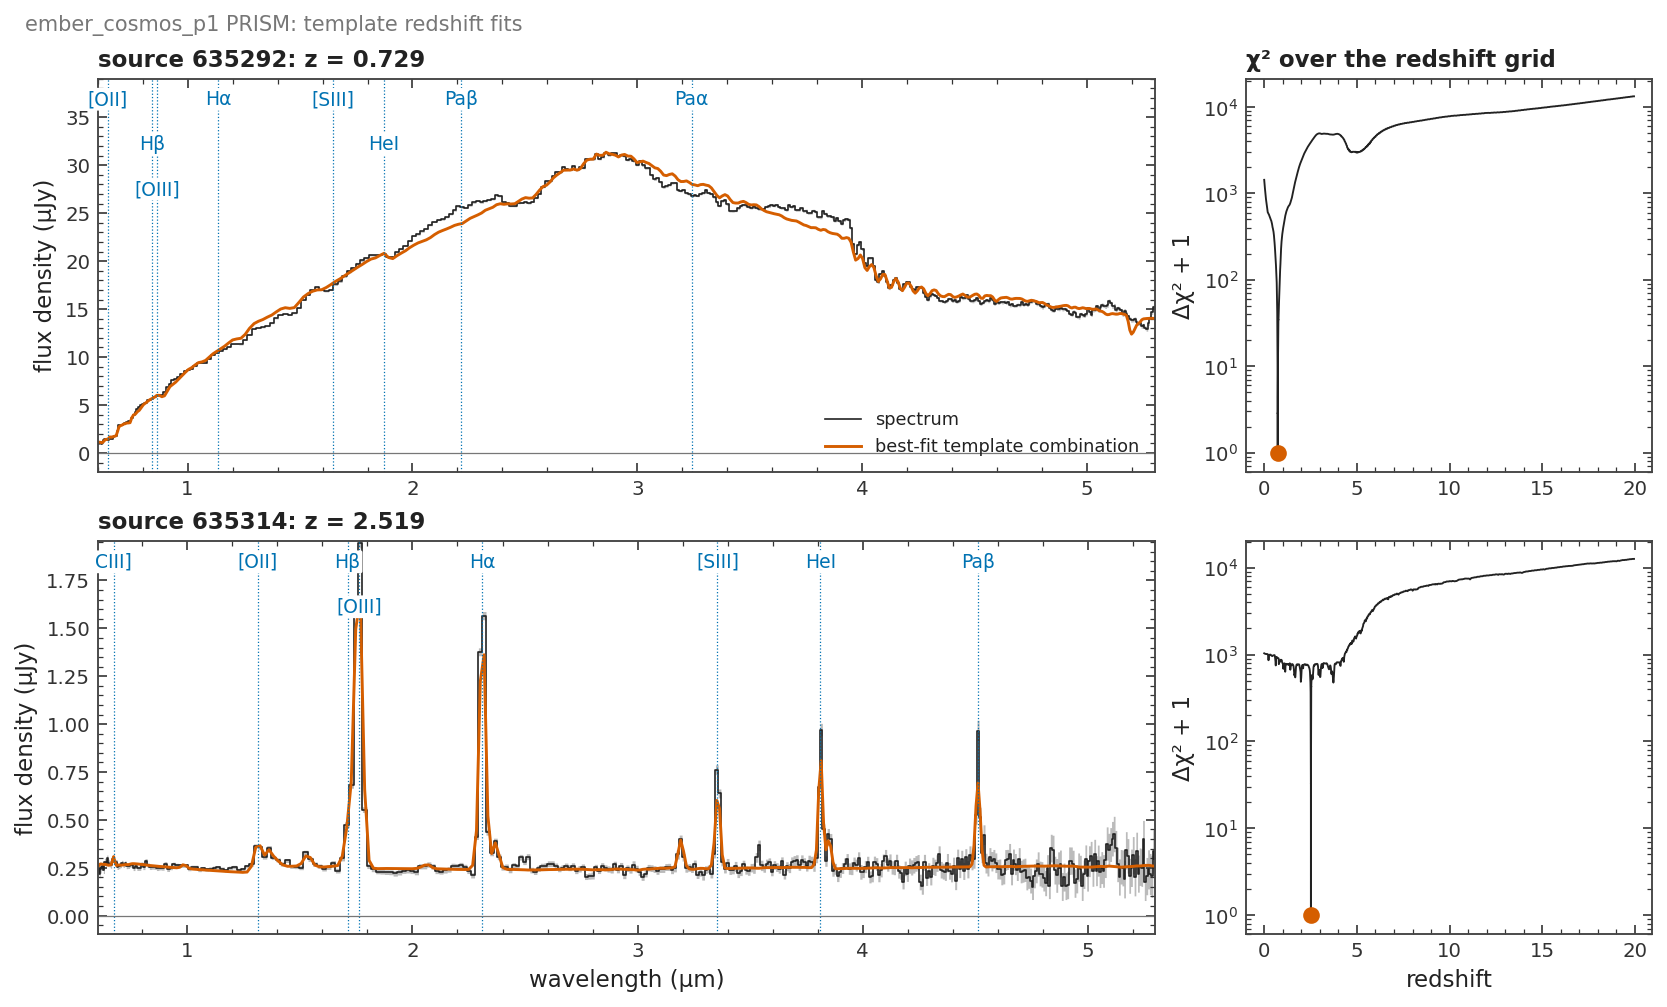 ember_cosmos_p1 PRISM: template redshift fits
source 635292: z = 0.729
χ² over the redshift grid
[OII]
Hα
[SIII]
Paβ
Paα
Hβ
HeI
[OIII]
flux density (μJy)
35
30
25
20
15
10
5
0
spectrum
best-fit template combination
1
2
3
4
5
Δχ² + 1
10⁴
10³
10²
10¹
10⁰
0
5
10
15
20
source 635314: z = 2.519
CIII]
[OII]
Hβ
Hα
[SIII]
HeI
Paβ
[OIII]
flux density (μJy)
1.75
1.50
1.25
1.00
0.75
0.50
0.25
0.00
1
2
3
4
5
wavelength (μm)
Δχ² + 1
10⁴
10³
10²
10¹
10⁰
0
5
10
15
20
redshift